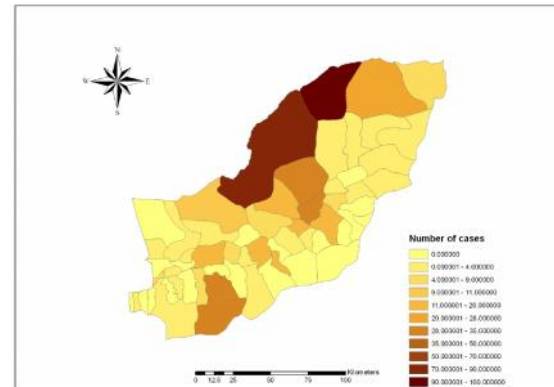 N
W E
S
Number of cases
0.000000
0.000001 - 4.000000
4.000001 - 9.000000
9.000001 - 11.000000
11.000001 - 20.000000
20.000001 - 28.000000
28.000001 - 35.000000
35.000001 - 50.000000
50.000001 - 70.000000
70.000001 - 90.000000
90.000001 - 100.000000
Kilometers
0 12.5 25 50 75 100